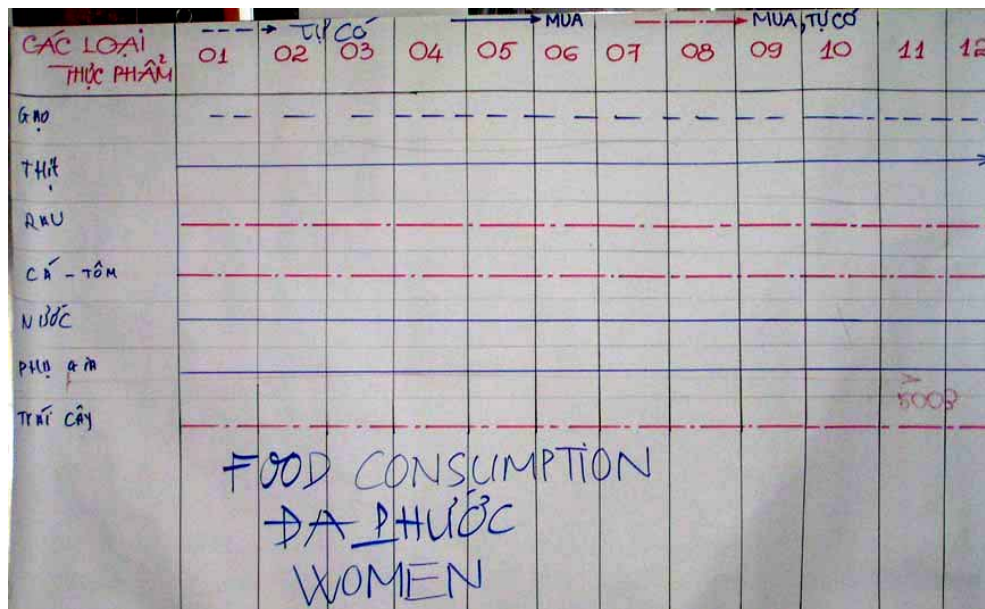 TỰ CÓ MUA MUA, TỰ CÓ
CÁC LOẠI 01 02 03 04 05 06 07 08 09 10 11 12
THỰC PHẨM
GẠO
THỊT
RAU
CÁ - TÔM
NƯỚC
PHỤ GIA
TRÁI CÂY
FOOD CONSUMPTION
ĐA PHƯỚC
WOMEN